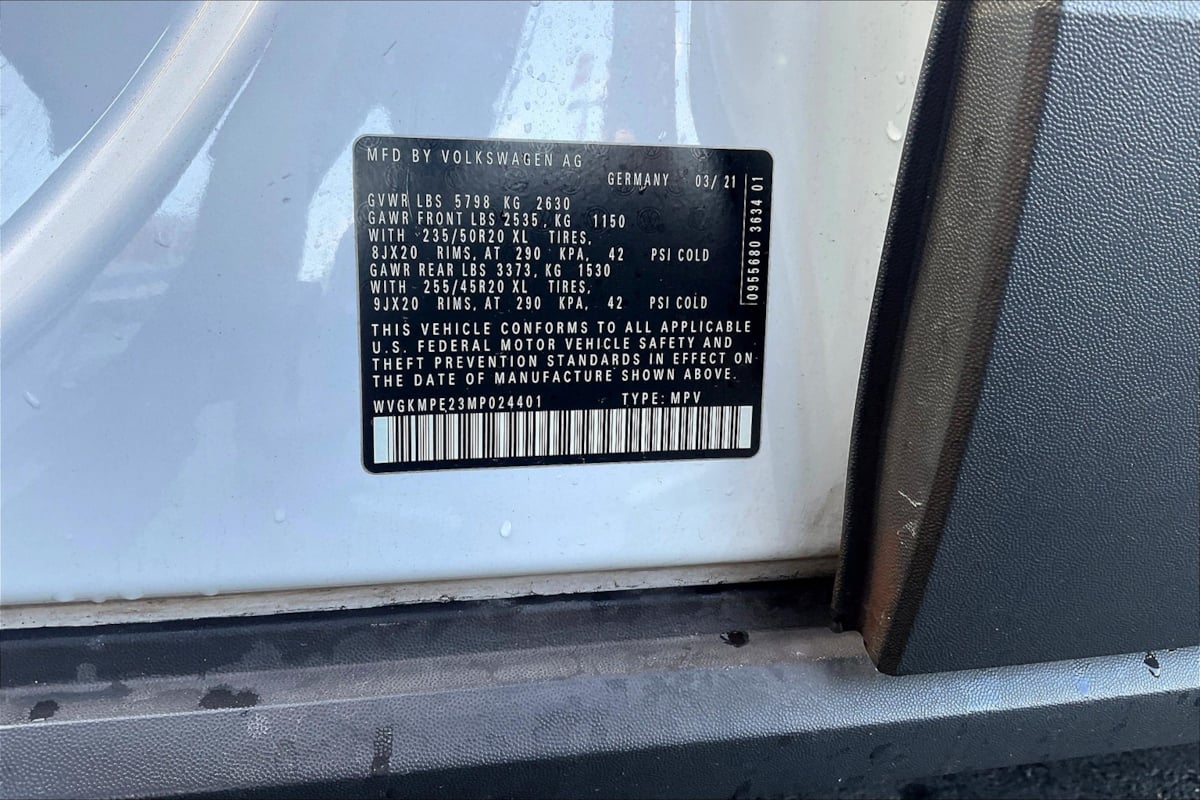 MFD BY VOLKSWAGEN AG
GERMANY 03/21
GVWR LBS 5798 KG 2630
GAWR FRONT LBS 2535, KG 1150
WITH 235/50R20 XL TIRES,
8JX20 RIMS, AT 290 KPA, 42 PSI COLD
GAWR REAR LBS 3373, KG 1530
WITH 255/45R20 XL TIRES,
9JX20 RIMS, AT 290 KPA, 42 PSI COLD
THIS VEHICLE CONFORMS TO ALL APPLICABLE
U.S. FEDERAL MOTOR VEHICLE SAFETY AND
THEFT PREVENTION STANDARDS IN EFFECT ON
THE DATE OF MANUFACTURE SHOWN ABOVE.
WVGKMPE23MP024401 TYPE: MPV
0955680 3634 01